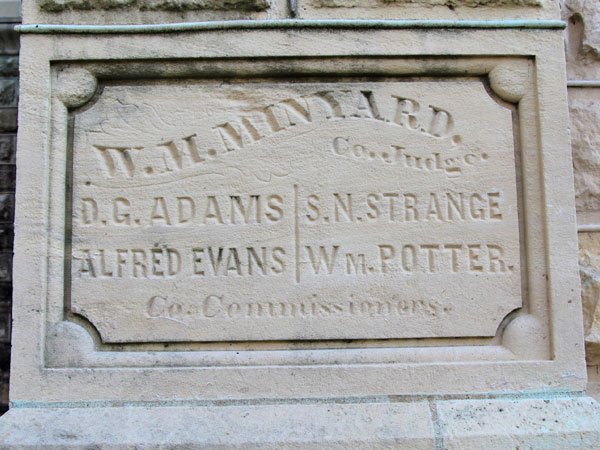 W. M. MINYARD.
Co. Judge.
D. G. ADAMS | S. N. STRANGE
ALFRED EVANS | WM. POTTER.
Co. Commissioners.